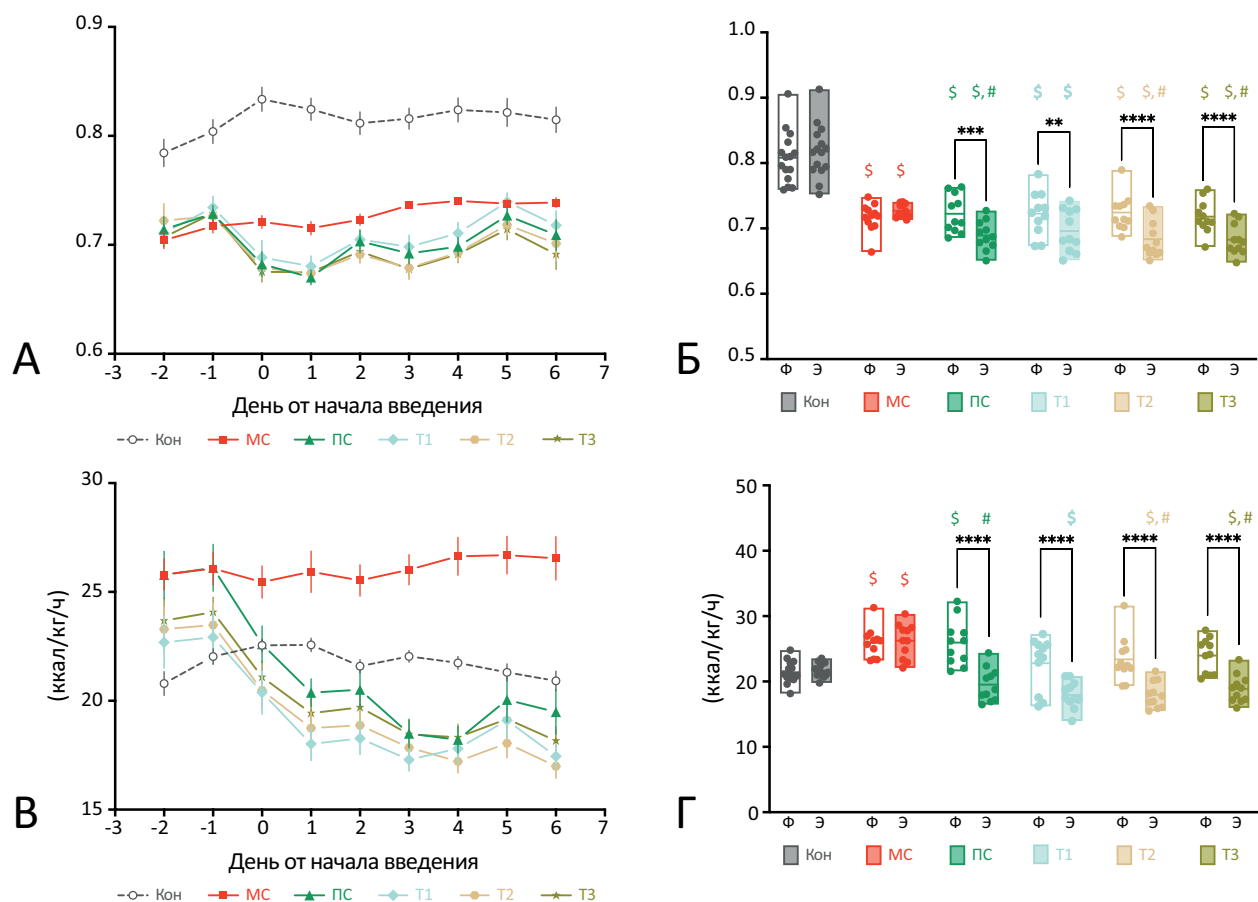 0.9
0.8
0.7
0.6
-3 -2 -1 0 1 2 3 4 5 6 7
А
День от начала введения
Кон МС ПС Т1 Т2 Т3
1.0
0.9
0.8
0.7
0.6
0.5
$ $ $ $, # $ $ $ $, # $ $, #
*** ** **** ****
Ф Э Ф Э Ф Э Ф Э Ф Э Ф Э
Б
Кон МС ПС Т1 Т2 Т3
30
25
20
15
(ккал/кг/ч)
-3 -2 -1 0 1 2 3 4 5 6 7
В
День от начала введения
Кон МС ПС Т1 Т2 Т3
50
40
30
20
10
0
(ккал/кг/ч)
$ $ $ # $ $, # $, #
**** **** **** ****
Ф Э Ф Э Ф Э Ф Э Ф Э Ф Э
Г
Кон МС ПС Т1 Т2 Т3